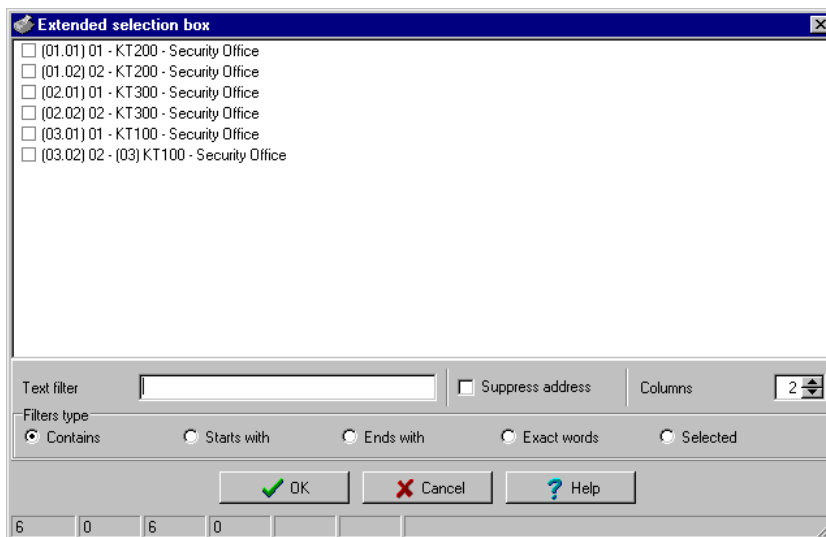 Extended selection box
(01.01) 01 - KT200 - Security Office
(01.02) 02 - KT200 - Security Office
(02.01) 01 - KT300 - Security Office
(02.02) 02 - KT300 - Security Office
(03.01) 01 - KT100 - Security Office
(03.02) 02 - (03) KT100 - Security Office
Text filter Suppress address Columns 2
Filters type
Contains Starts with Ends with Exact words Selected
OK Cancel ? Help
6 0 6 0